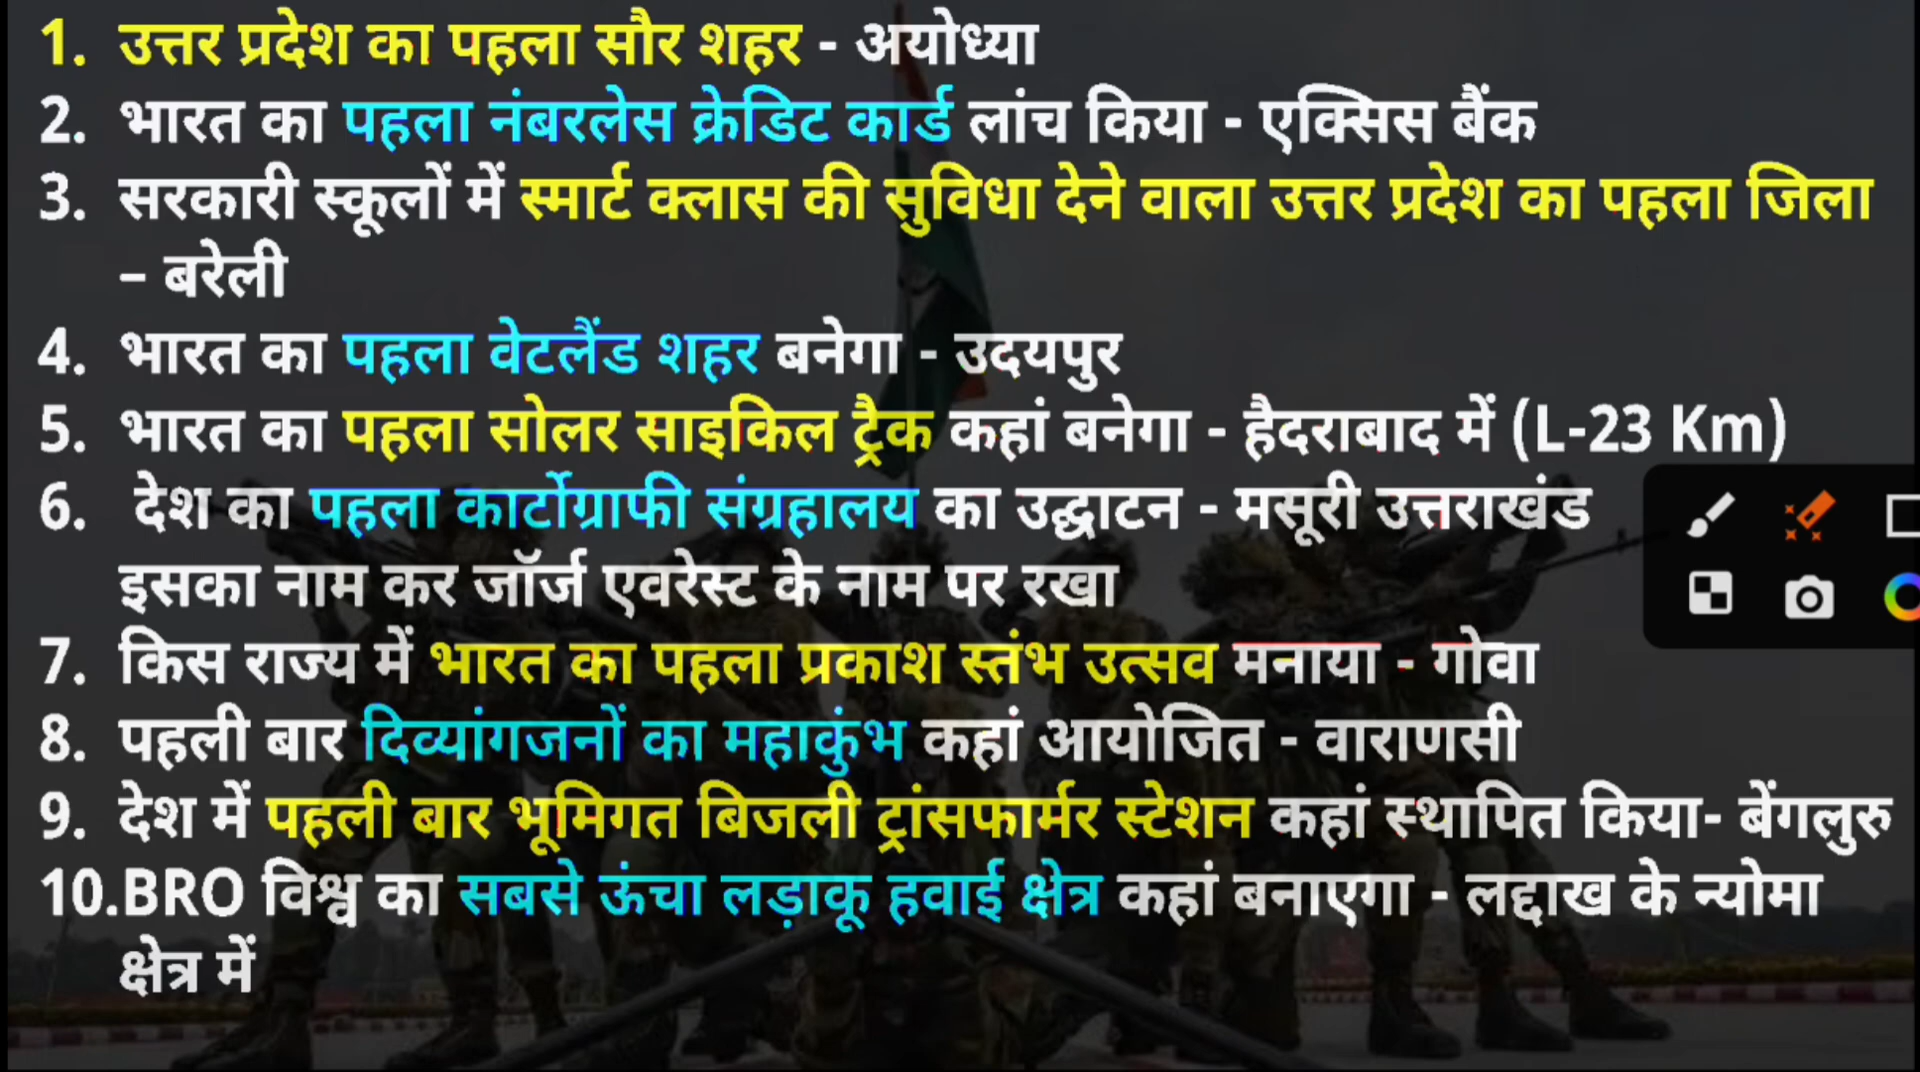 1. उत्तर प्रदेश का पहला सौर शहर - अयोध्या
2. भारत का पहला नंबरलेस क्रेडिट कार्ड लांच किया - एक्सिस बैंक
3. सरकारी स्कूलों में स्मार्ट क्लास की सुविधा देने वाला उत्तर प्रदेश का पहला जिला
– बरेली
4. भारत का पहला वेटलैंड शहर बनेगा - उदयपुर
5. भारत का पहला सोलर साइकिल ट्रैक कहां बनेगा - हैदराबाद में (L-23 Km)
6. देश का पहला कार्टोग्राफी संग्रहालय का उद्घाटन - मसूरी उत्तराखंड
इसका नाम कर जॉर्ज एवरेस्ट के नाम पर रखा
7. किस राज्य में भारत का पहला प्रकाश स्तंभ उत्सव मनाया - गोवा
8. पहली बार दिव्यांगजनों का महाकुंभ कहां आयोजित - वाराणसी
9. देश में पहली बार भूमिगत बिजली ट्रांसफार्मर स्टेशन कहां स्थापित किया- बेंगलुरु
10.BRO विश्व का सबसे ऊंचा लड़ाकू हवाई क्षेत्र कहां बनाएगा - लद्दाख के न्योमा
क्षेत्र में